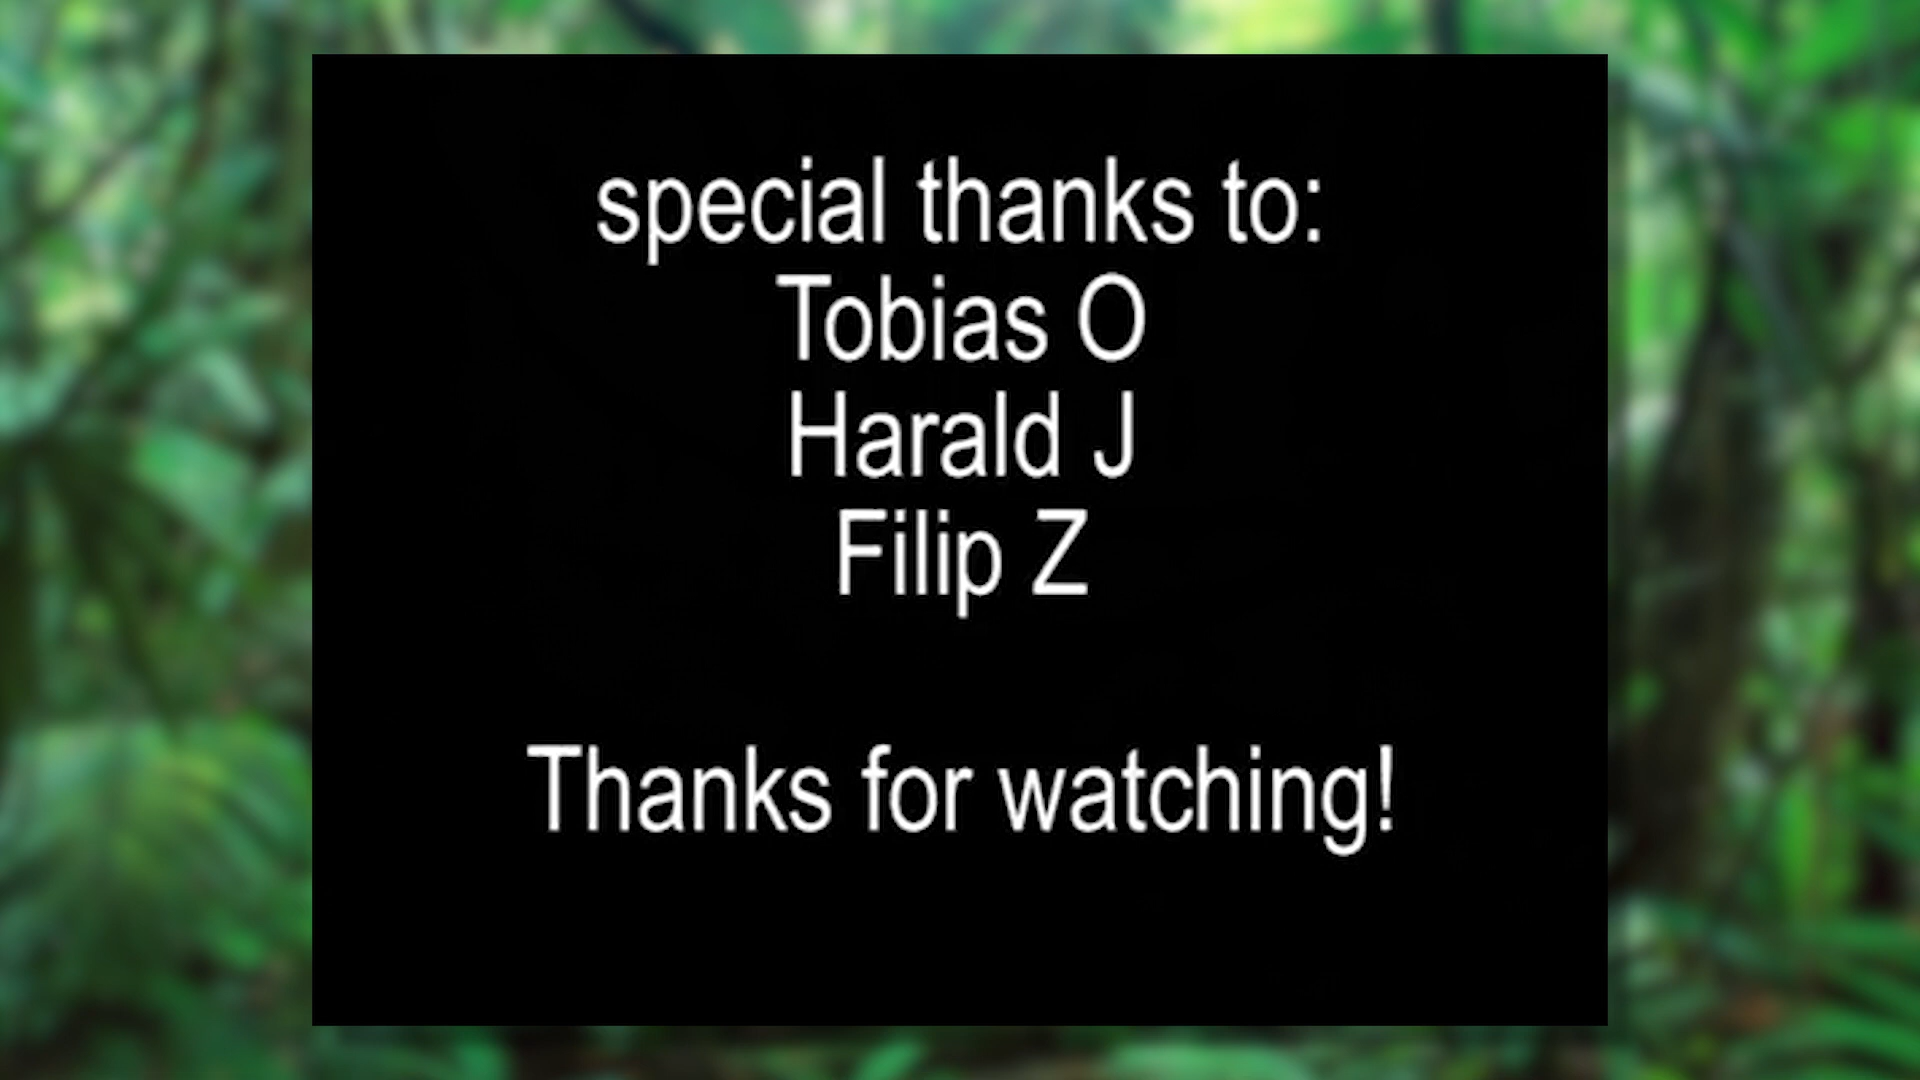 special thanks to:
Tobias O
Harald J
Filip Z
Thanks for watching!